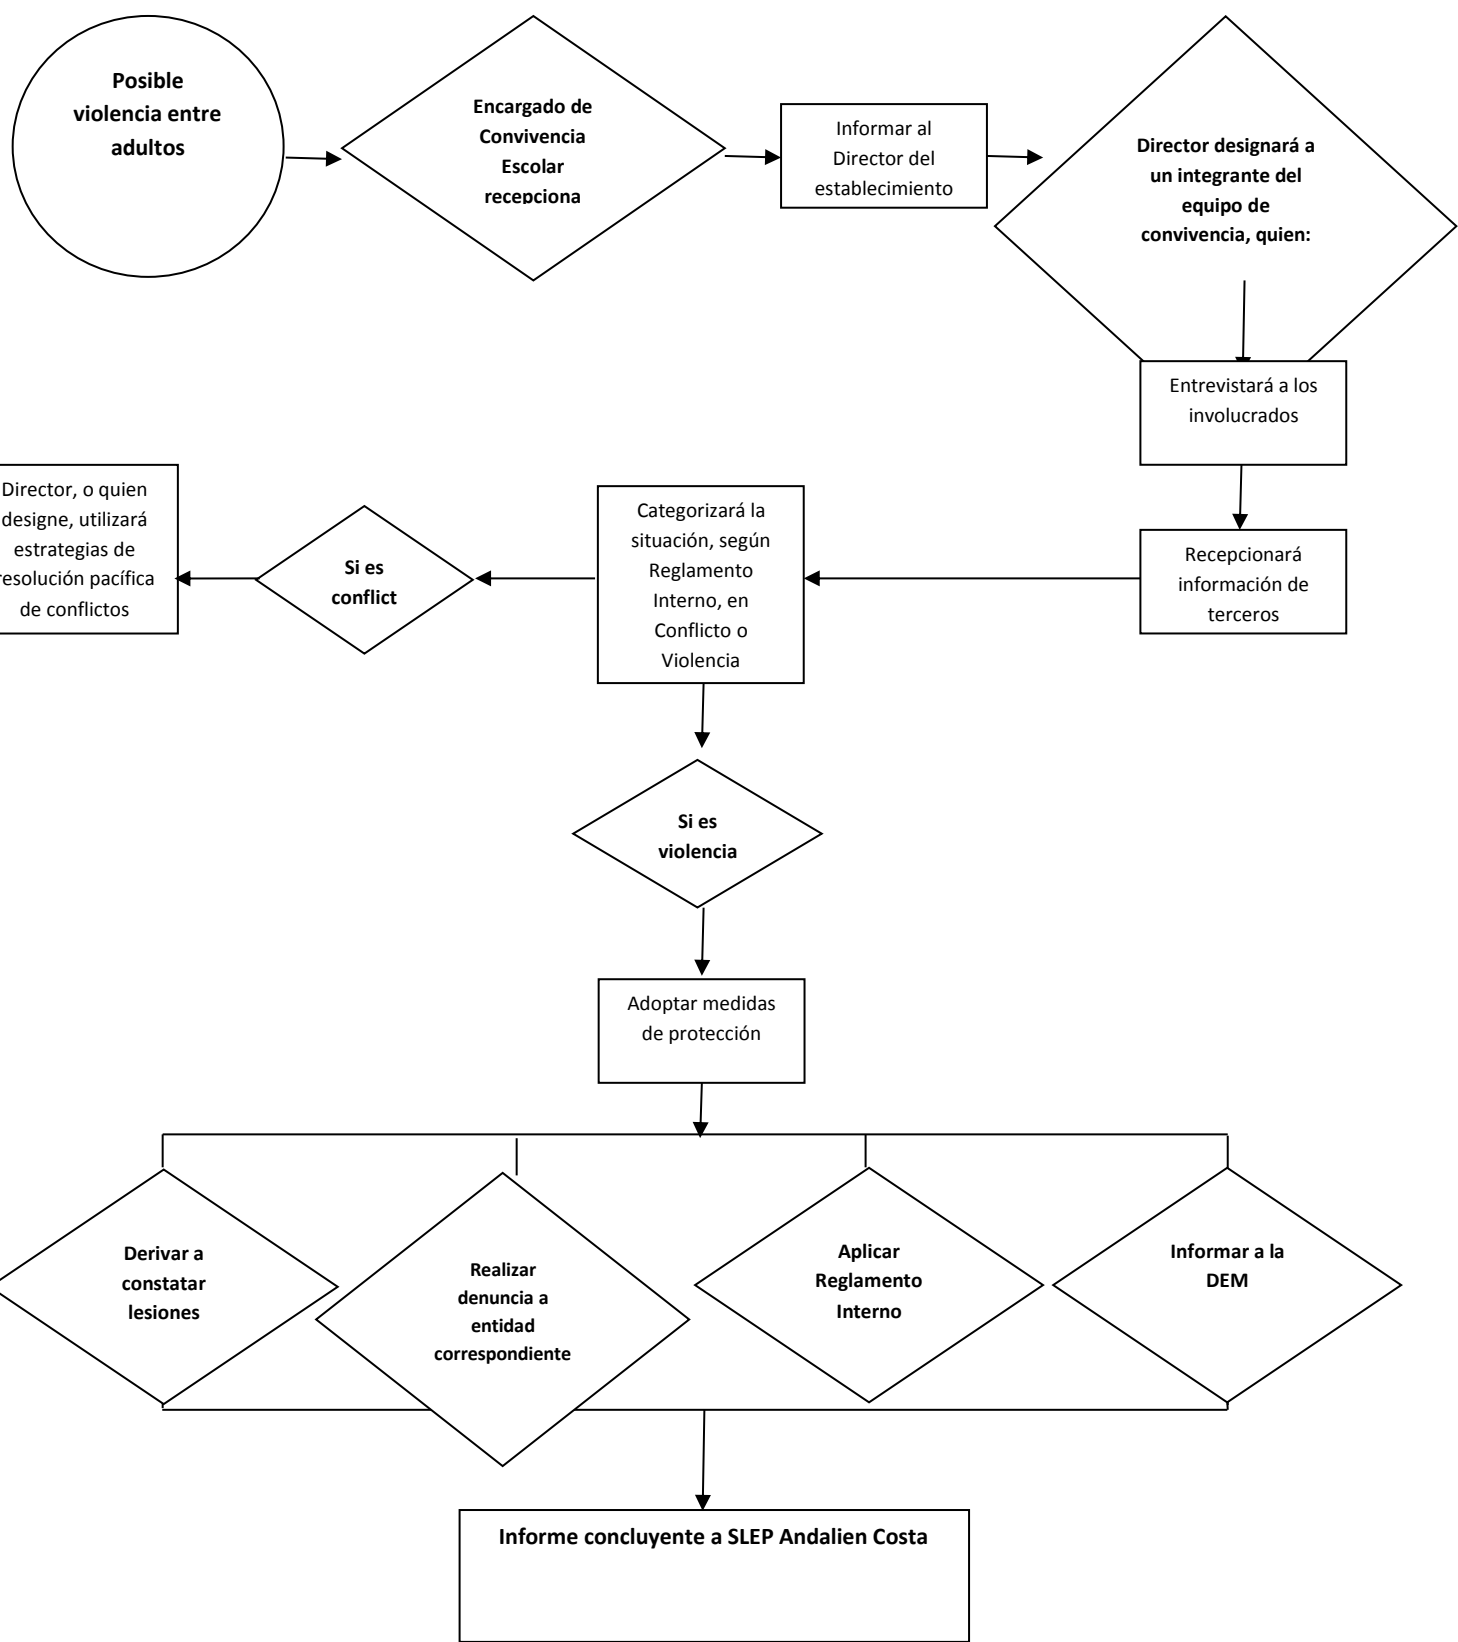 Posible
violencia entre
adultos
Encargado de
Convivencia
Escolar
recepciona
Informar al
Director del
establecimiento
Director designará a
un integrante del
equipo de
convivencia, quien:
Entrevistará a los
involucrados
Recepcionará
información de
terceros
Categorizará la
situación, según
Reglamento
Interno, en
Conflicto o
Violencia
Si es
conflict
Director, o quien
designe, utilizará
estrategias de
resolución pacífica
de conflictos
Si es
violencia
Adoptar medidas
de protección
Derivar a
constatar
lesiones
Realizar
denuncia a
entidad
correspondiente
Aplicar
Reglamento
Interno
Informar a la
DEM
Informe concluyente a SLEP Andalien Costa